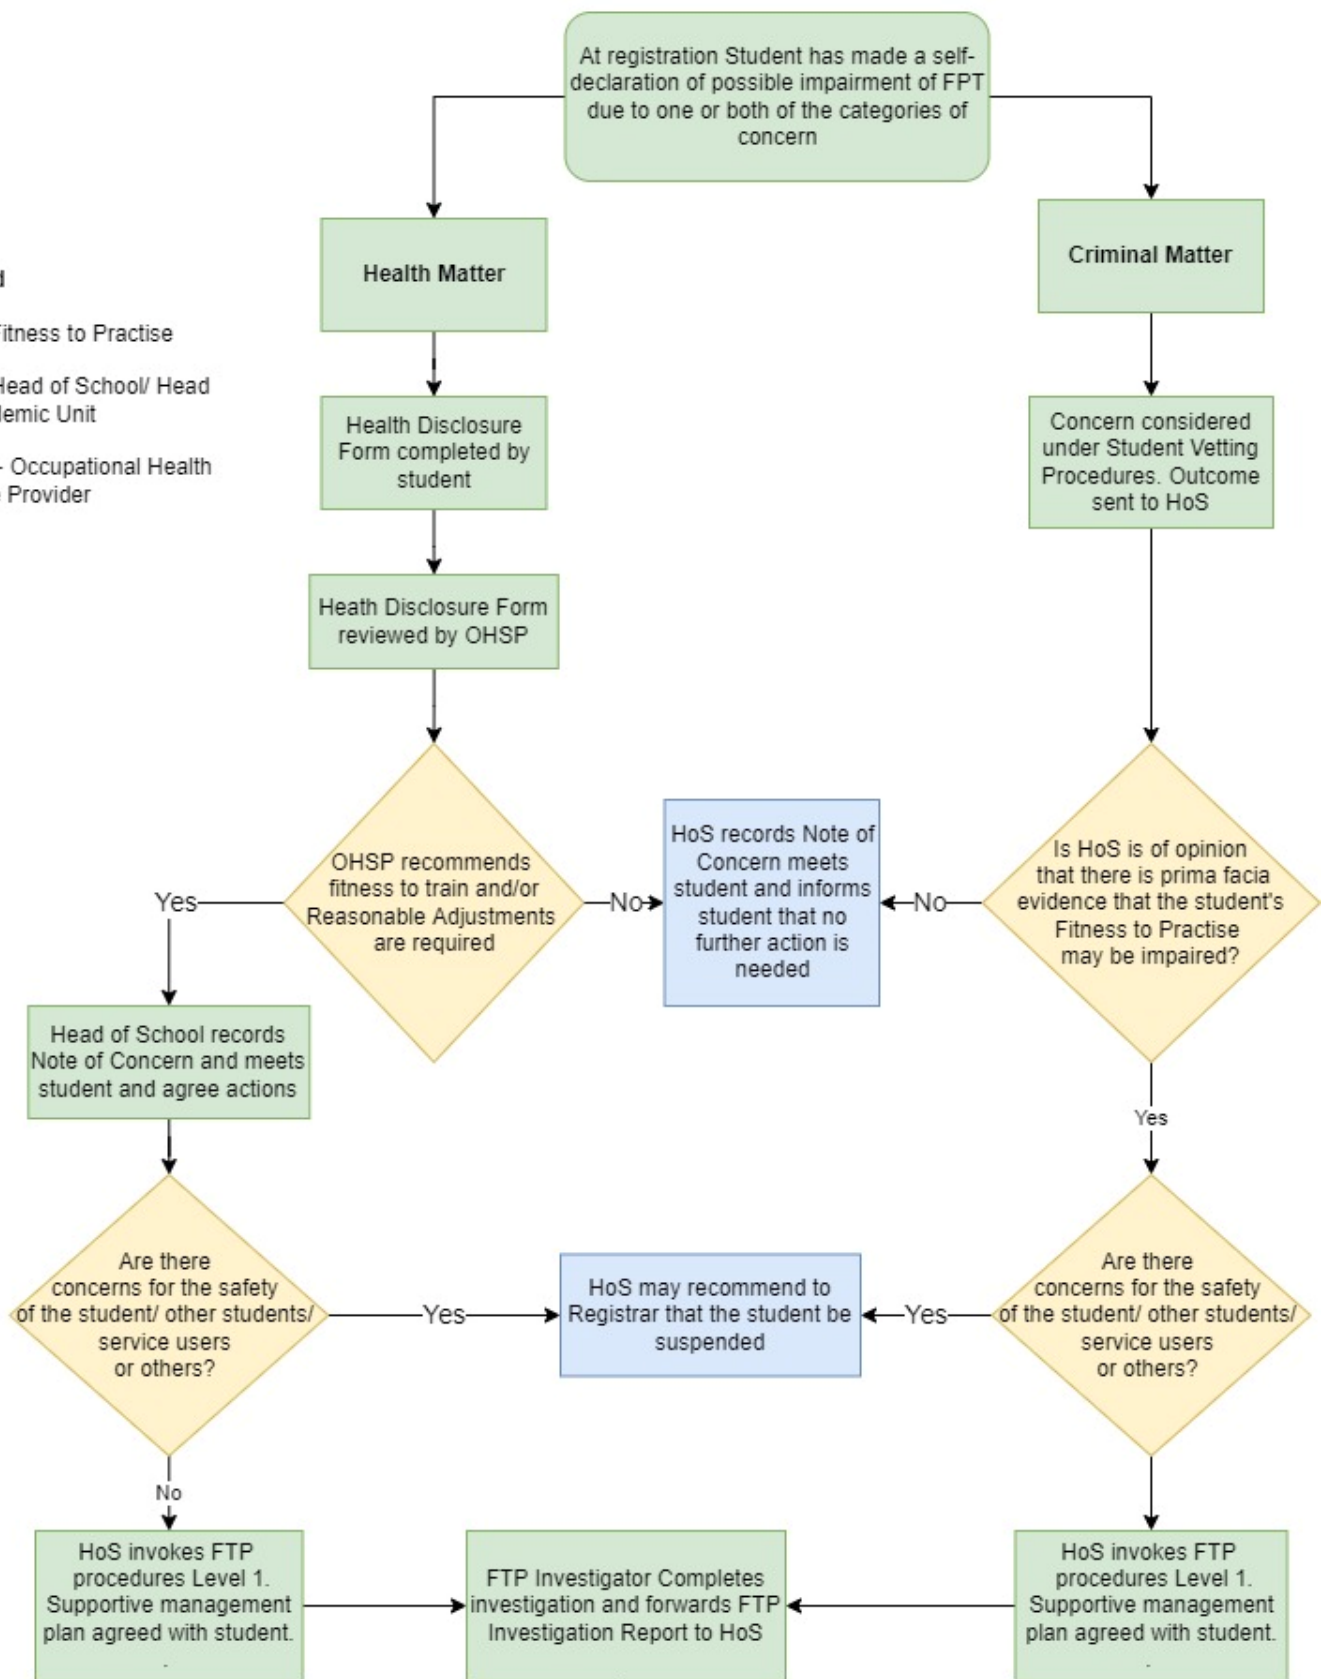 At registration Student has made a self-
declaration of possible impairment of FPT
due to one or both of the categories of
concern
Health Matter
Criminal Matter
d
Fitness to Practise
Head of School/ Head
demic Unit
- Occupational Health
e Provider
Health Disclosure
Form completed by
student
Concern considered
under Student Vetting
Procedures. Outcome
sent to HoS
Heath Disclosure Form
reviewed by OHSP
OHSP recommends
fitness to train and/or
Reasonable Adjustments
are required
Yes
No
HoS records Note of
Concern meets
student and informs
student that no
further action is
needed
No
Is HoS is of opinion
that there is prima facia
evidence that the student's
Fitness to Practise
may be impaired?
Head of School records
Note of Concern and meets
student and agree actions
Yes
Are there
concerns for the safety
of the student/ other students/
service users
or others?
Yes
HoS may recommend to
Registrar that the student be
suspended
Yes
Are there
concerns for the safety
of the student/ other students/
service users
or others?
No
HoS invokes FTP
procedures Level 1.
Supportive management
plan agreed with student.
.
FTP Investigator Completes
investigation and forwards FTP
Investigation Report to HoS
HoS invokes FTP
procedures Level 1.
Supportive management
plan agreed with student.
.